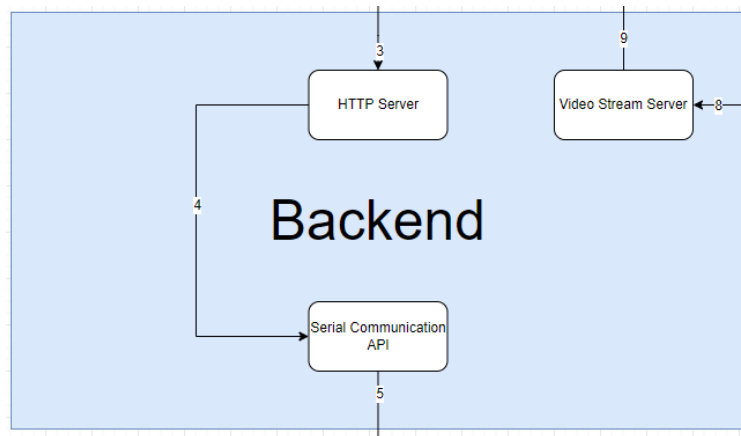 3
9
HTTP Server
Video Stream Server
8
4
Backend
Serial Communication
API
5